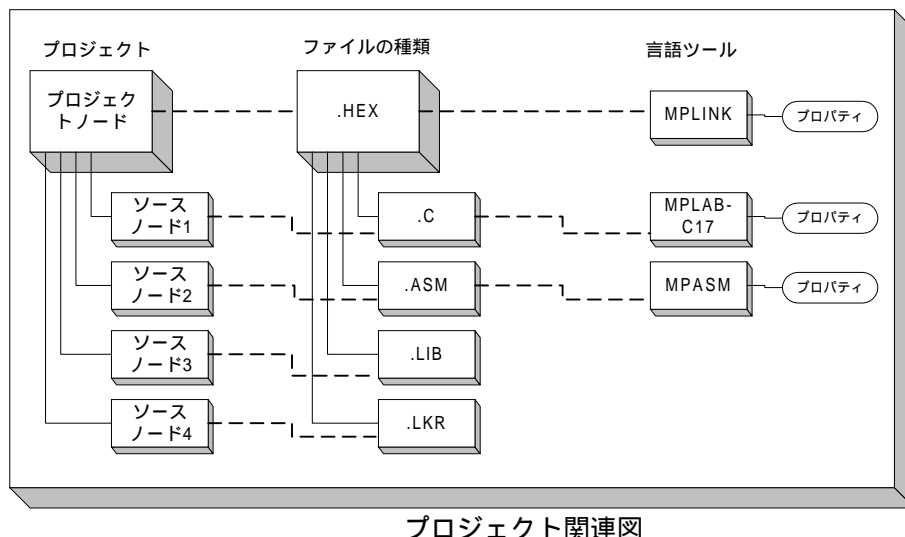 プロジェクト
ファイルの種類
言語ツール
プロジェク
トノード
.HEX
MPLINK
プロパティ
ソース
ノード1
.C
MPLAB-
C17
プロパティ
ソース
ノード2
.ASM
MPASM
プロパティ
ソース
ノード3
.LIB
ソース
ノード4
.LKR
プロジェクト関連図